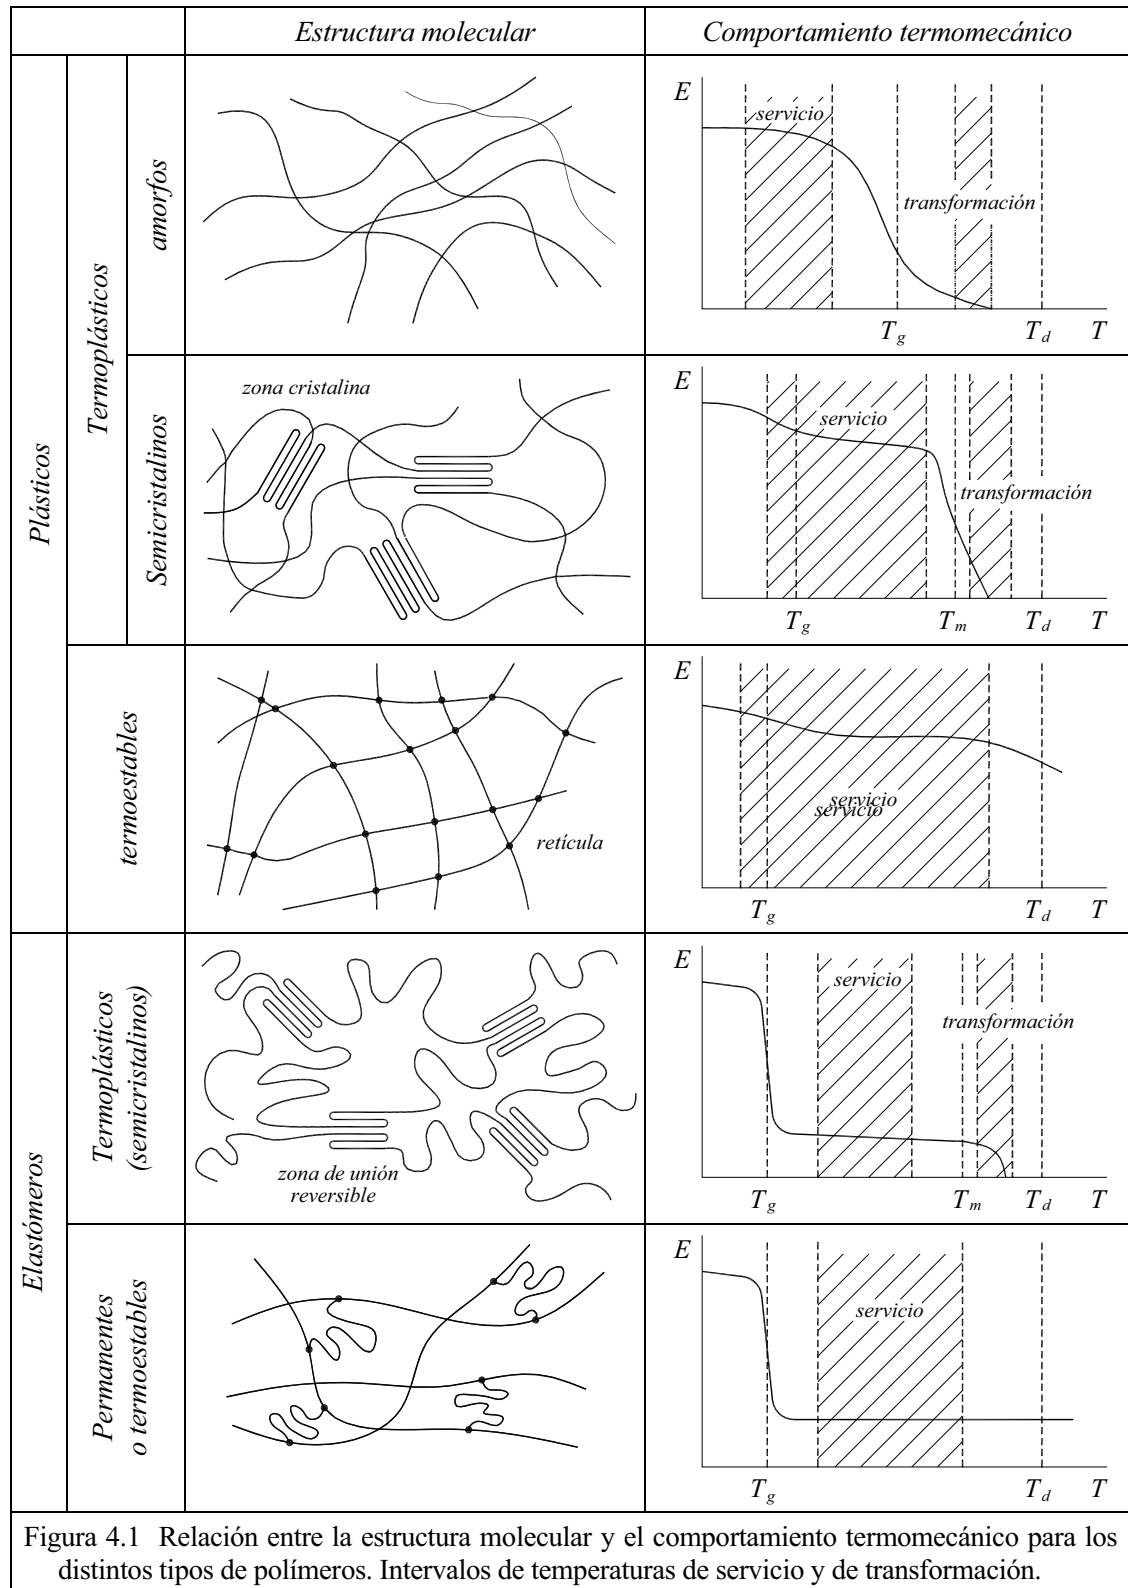 Estructura molecular
Comportamiento termomecánico
Plásticos
Termoplásticos
amorfos
E
servicio
transformación
T g
T d
T
Semicristalinos
zona cristalina
E
servicio
transformación
T g
T m
T d
T
termoestables
retícula
E
servicio
servicio
T g
T d
T
Elastómeros
Termoplásticos
(semicristalinos)
zona de unión
reversible
E
servicio
transformación
T g
T m
T d
T
Permanentes
o termoestables
E
servicio
T g
T d
T
Figura 4.1 Relación entre la estructura molecular y el comportamiento termomecánico para los
distintos tipos de polímeros. Intervalos de temperaturas de servicio y de transformación.